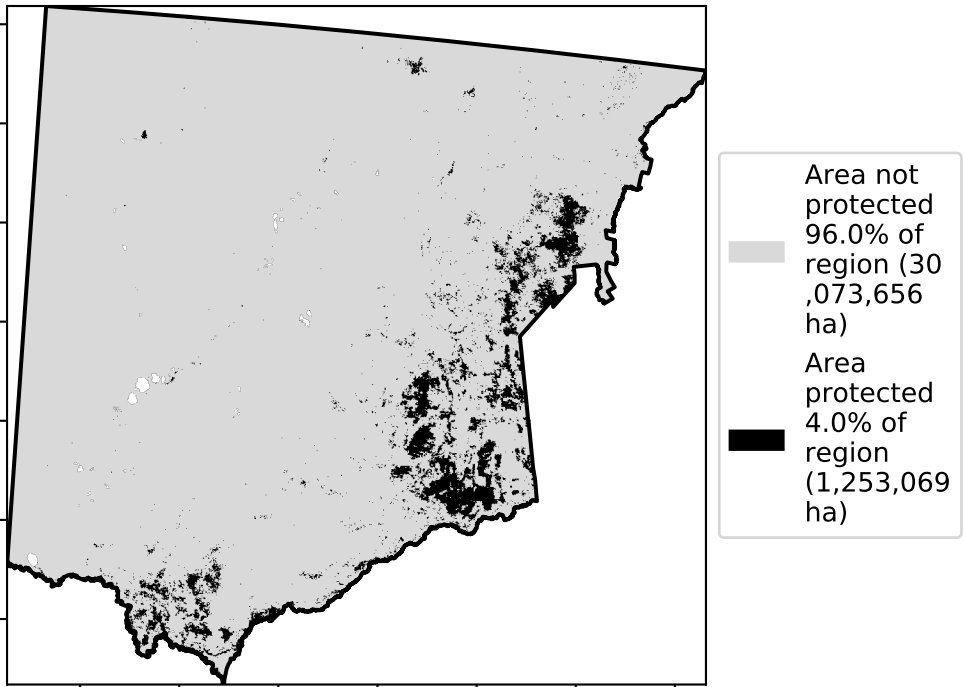 Area not
protected
96.0% of
region (30
,073,656
ha)
Area
protected
4.0% of
region
(1,253,069
ha)